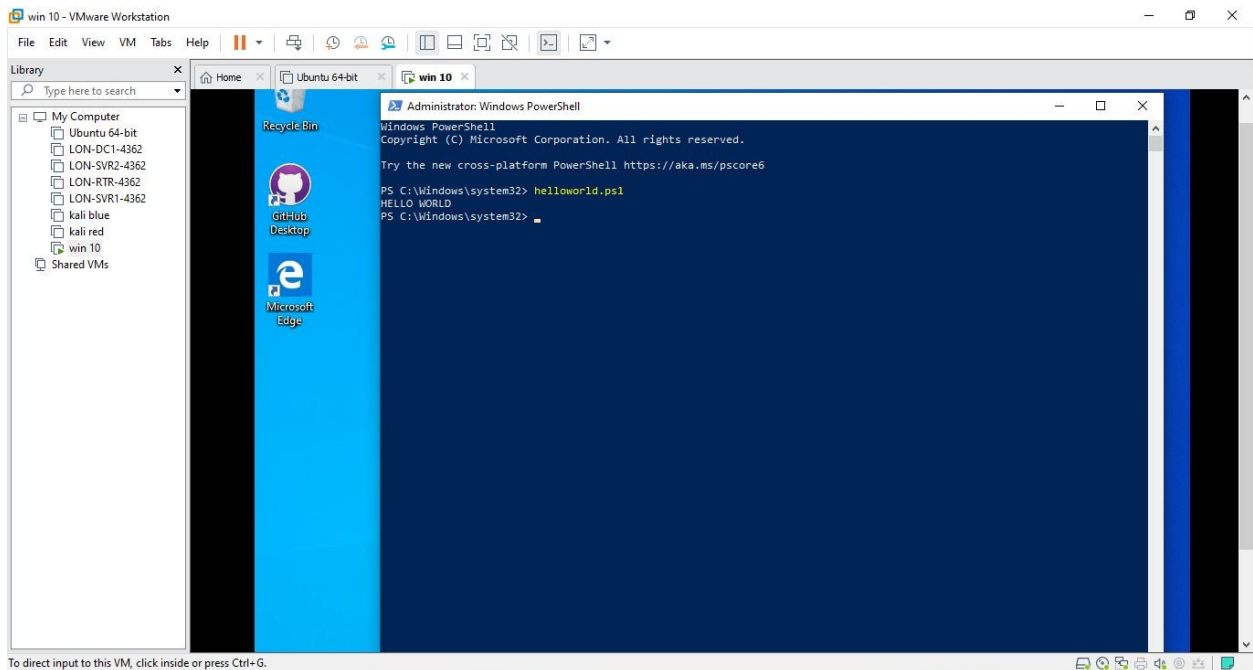 win 10 - VMware Workstation
File Edit View VM Tabs Help
Library
Type here to search
My Computer
Ubuntu 64-bit
LON-DC1-4362
LON-SVR2-4362
LON-RTR-4362
LON-SVR1-4362
kali blue
kali red
win 10
Shared VMs
Home
Ubuntu 64-bit
win 10
Recycle Bin
GitHub
Desktop
Microsoft
Edge
Administrator: Windows PowerShell
Windows PowerShell
Copyright (C) Microsoft Corporation. All rights reserved.
Try the new cross-platform PowerShell https://aka.ms/pscore6
PS C:\Windows\system32> helloworld.ps1
HELLO WORLD
PS C:\Windows\system32>
To direct input to this VM, click inside or press Ctrl+G.